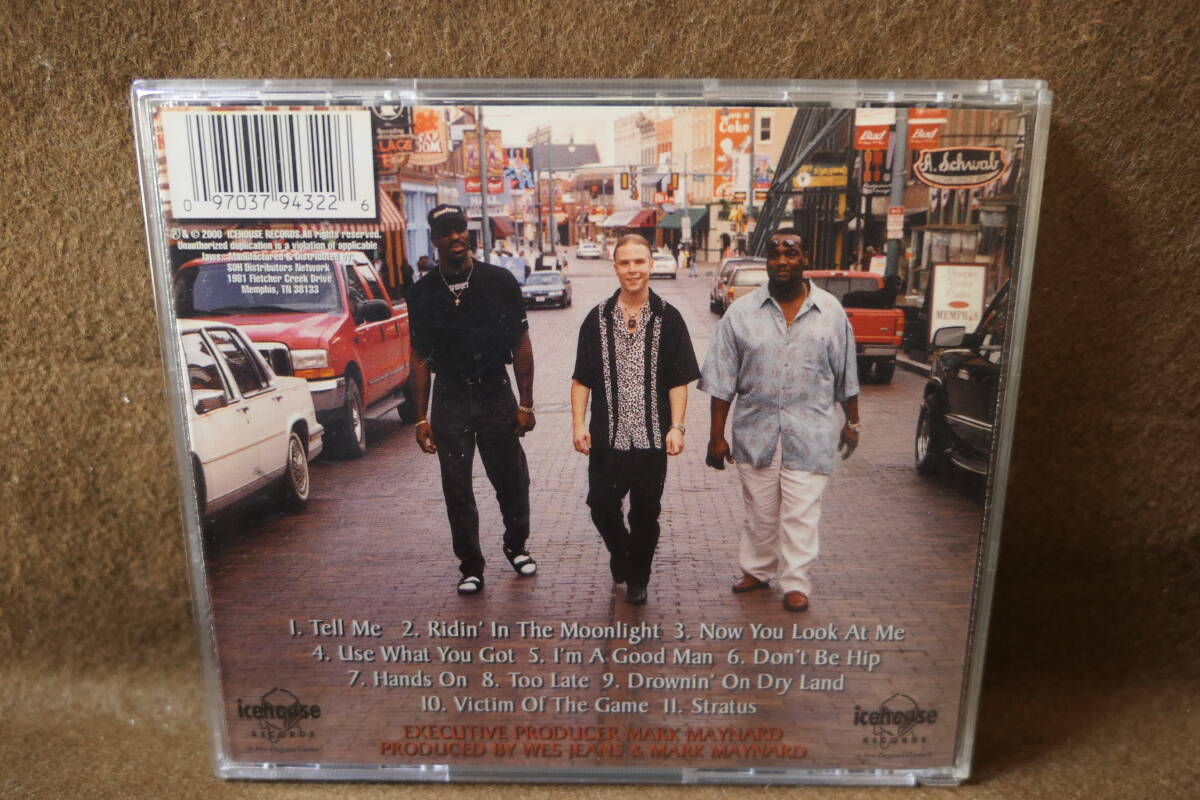 0 97037 94322 6
℗ & © 2000 ICEHOUSE RECORDS. All rights reserved.
Unauthorized duplication is a violation of applicable
laws. Manufactured & Distributed by:
SOH Distributors Network
1961 Fletcher Creek Drive
Memphis, TN 38133
Coke
Bud
Bud
A. Schwab
MEMPHIS
1. Tell Me 2. Ridin' In The Moonlight 3. Now You Look At Me
4. Use What You Got 5. I'm A Good Man 6. Don't Be Hip
7. Hands On 8. Too Late 9. Drownin' On Dry Land
10. Victim Of The Game 11. Stratus
icehouse
RECORDS
icehouse
RECORDS
EXECUTIVE PRODUCER MARK MAYNARD
PRODUCED BY WES JEANS & MARK MAYNARD